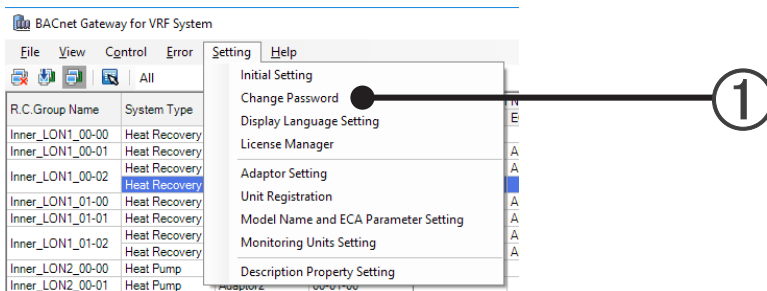 BACnet Gateway for VRF System
File View Control Error Setting Help
All
Initial Setting
Change Password
Display Language Setting
License Manager
Adaptor Setting
Unit Registration
Model Name and ECA Parameter Setting
Monitoring Units Setting
Description Property Setting
1
R.C.Group Name System Type
Inner_LON1_00-00 Heat Recovery
Inner_LON1_00-01 Heat Recovery
Inner_LON1_00-02 Heat Recovery
Heat Recovery
Inner_LON1_01-00 Heat Recovery
Inner_LON1_01-01 Heat Recovery
Inner_LON1_01-02 Heat Recovery
Heat Recovery
Inner_LON2_00-00 Heat Pump
Inner_LON2_00-01 Heat Pump Adaptor2 00-01-00